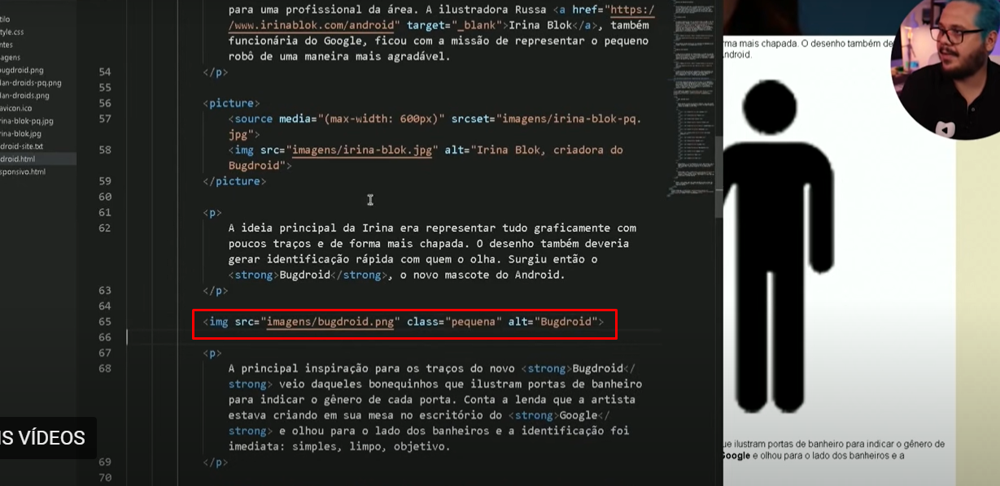 para uma profissional da área. A ilustradora Russa <a href="https:/
/www.irinablok.com/android" target="_blank">Irina Blok</a>, também
funcionária do Google, ficou com a missão de representar o pequeno
robô de uma maneira mais agradável.
54 </p>
55
56 <picture>
57 <source media="(max-width: 600px)" srcset="imagens/irina-blok-pq.
jpg">
58 <img src="imagens/irina-blok.jpg" alt="Irina Blok, criadora do
Bugdroid">
59 </picture>
60
61 <p>
62 A ideia principal da Irina era representar tudo graficamente com
poucos traços e de forma mais chapada. O desenho também deveria
gerar identificação rápida com quem o olha. Surgiu então o
<strong>Bugdroid</strong>, o novo mascote do Android.
63 </p>
64
65 <img src="imagens/bugdroid.png" class="pequena" alt="Bugdroid">
66
67 <p>
68 A principal inspiração para os traços do novo <strong>Bugdroid</
strong> veio daqueles bonequinhos que ilustram portas de banheiro
para indicar o gênero de cada porta. Conta a lenda que a artista
estava criando em sua mesa no escritório do <strong>Google</
strong> e olhou para o lado dos banheiros e a identificação foi
imediata: simples, limpo, objetivo.
69 </p>
70
tilo
tyle.css
ntes
agens
ugdroid.png
lan-droids-pq.png
lan-droids.png
avicon.ico
rina-blok-pq.jpg
rina-blok.jpg
droid-site.txt
droid.html
sponsivo.html
IS VÍDEOS
rma mais chapada. O desenho também de
ndroid.
ue ilustram portas de banheiro para indicar o gênero de
Google e olhou para o lado dos banheiros e a